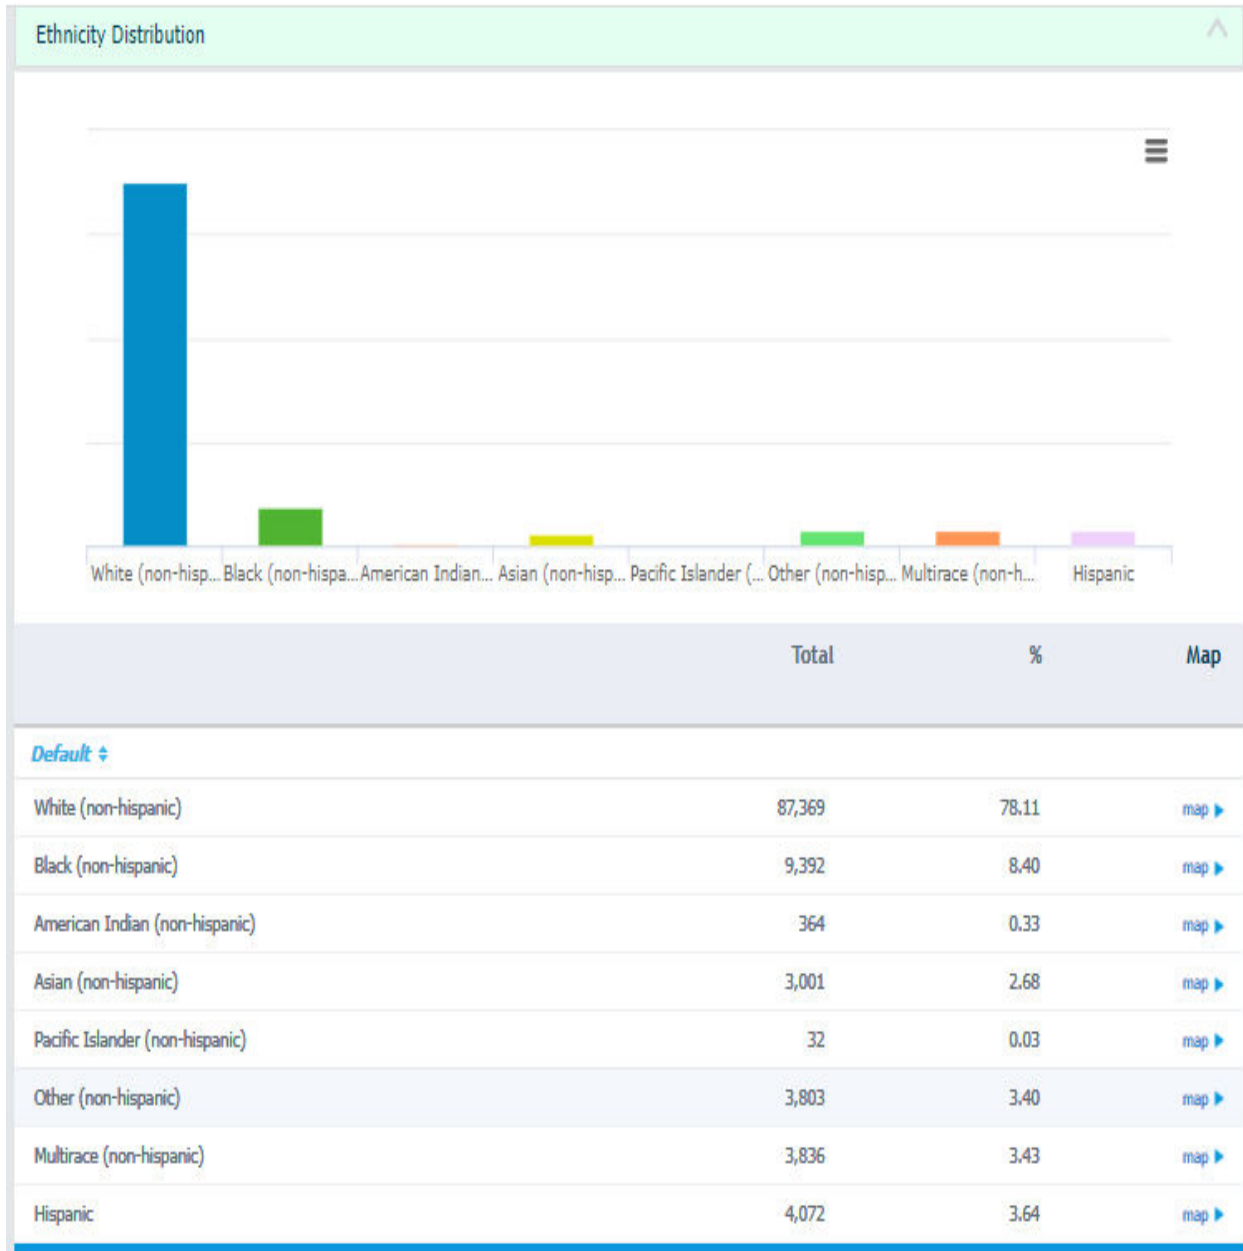 Ethnicity Distribution
White (non-hisp... Black (non-hispa... American Indian... Asian (non-hisp... Pacific Islander (... Other (non-hisp... Multirace (non-h... Hispanic
Total % Map
Default
White (non-hispanic) 87,369 78.11 map
Black (non-hispanic) 9,392 8.40 map
American Indian (non-hispanic) 364 0.33 map
Asian (non-hispanic) 3,001 2.68 map
Pacific Islander (non-hispanic) 32 0.03 map
Other (non-hispanic) 3,803 3.40 map
Multirace (non-hispanic) 3,836 3.43 map
Hispanic 4,072 3.64 map